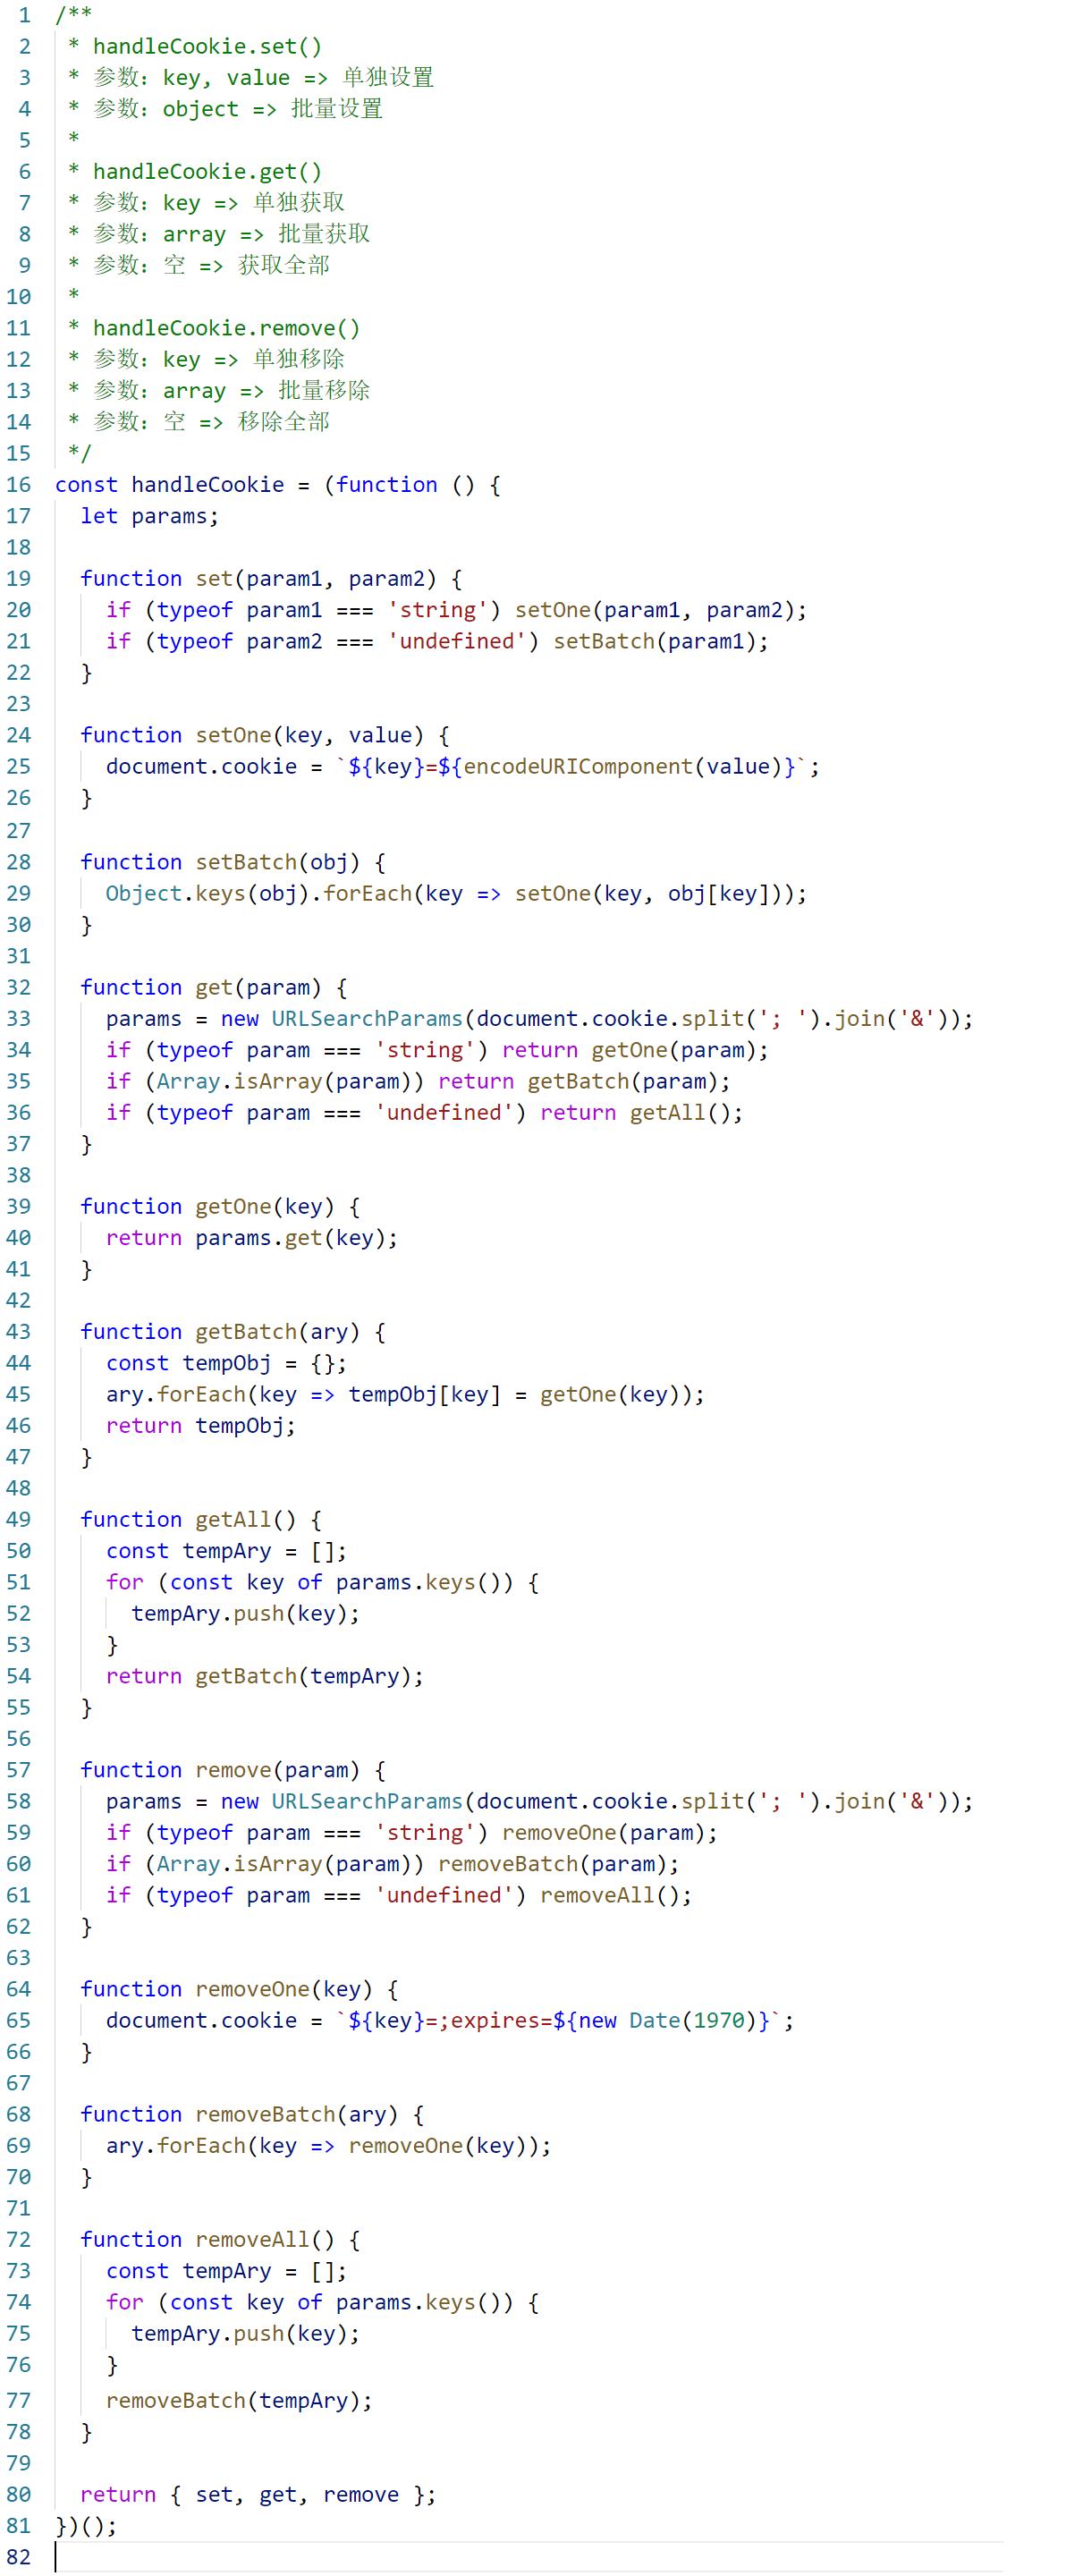 1 /**
2  * handleCookie.set()
3  * 参数：key, value => 单独设置
4  * 参数：object => 批量设置
5  *
6  * handleCookie.get()
7  * 参数：key => 单独获取
8  * 参数：array => 批量获取
9  * 参数：空 => 获取全部
10  *
11  * handleCookie.remove()
12  * 参数：key => 单独移除
13  * 参数：array => 批量移除
14  * 参数：空 => 移除全部
15  */
16 const handleCookie = (function () {
17   let params;
18
19   function set(param1, param2) {
20     if (typeof param1 === 'string') setOne(param1, param2);
21     if (typeof param2 === 'undefined') setBatch(param1);
22   }
23
24   function setOne(key, value) {
25     document.cookie = `${key}=${encodeURIComponent(value)}`;
26   }
27
28   function setBatch(obj) {
29     Object.keys(obj).forEach(key => setOne(key, obj[key]));
30   }
31
32   function get(param) {
33     params = new URLSearchParams(document.cookie.split('; ').join('&'));
34     if (typeof param === 'string') return getOne(param);
35     if (Array.isArray(param)) return getBatch(param);
36     if (typeof param === 'undefined') return getAll();
37   }
38
39   function getOne(key) {
40     return params.get(key);
41   }
42
43   function getBatch(ary) {
44     const tempObj = {};
45     ary.forEach(key => tempObj[key] = getOne(key));
46     return tempObj;
47   }
48
49   function getAll() {
50     const tempAry = [];
51     for (const key of params.keys()) {
52       tempAry.push(key);
53     }
54     return getBatch(tempAry);
55   }
56
57   function remove(param) {
58     params = new URLSearchParams(document.cookie.split('; ').join('&'));
59     if (typeof param === 'string') removeOne(param);
60     if (Array.isArray(param)) removeBatch(param);
61     if (typeof param === 'undefined') removeAll();
62   }
63
64   function removeOne(key) {
65     document.cookie = `${key}=;expires=${new Date(1970)}`;
66   }
67
68   function removeBatch(ary) {
69     ary.forEach(key => removeOne(key));
70   }
71
72   function removeAll() {
73     const tempAry = [];
74     for (const key of params.keys()) {
75       tempAry.push(key);
76     }
77     removeBatch(tempAry);
78   }
79
80   return { set, get, remove };
81 })();
82